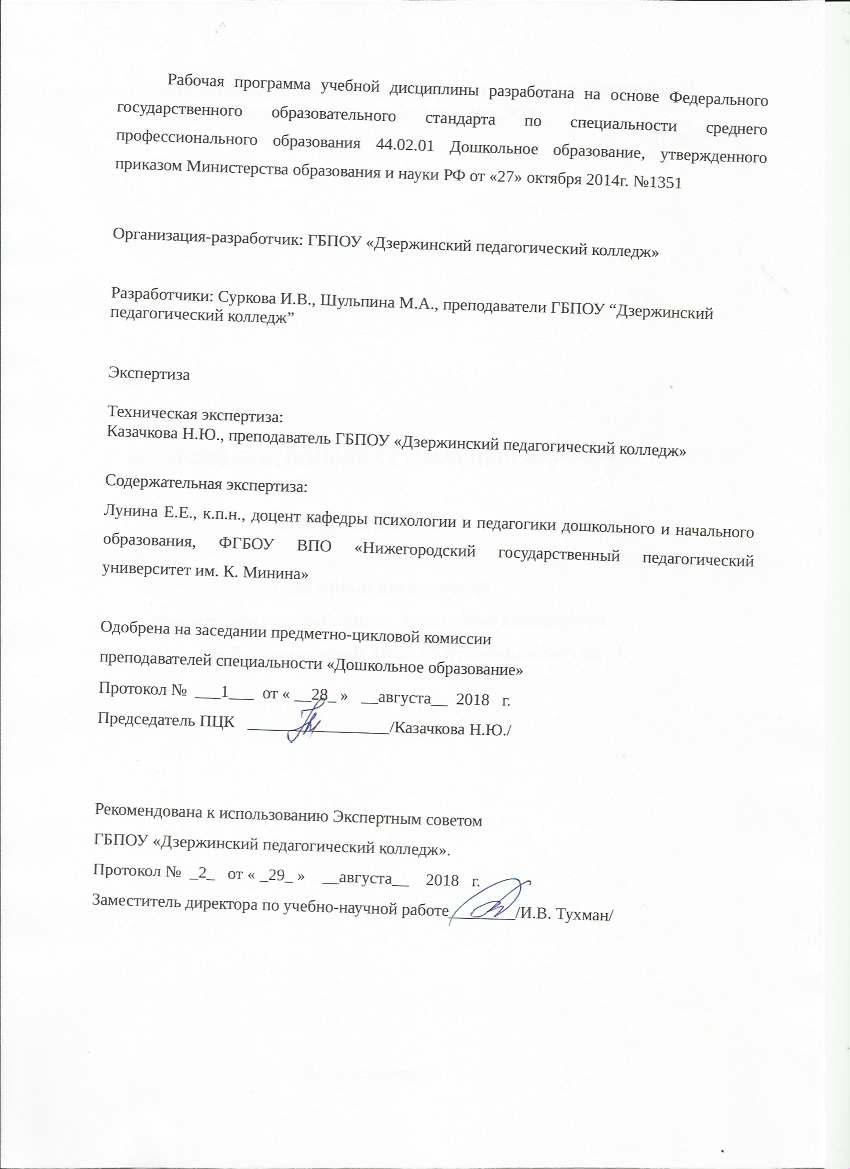 Рабочая программа учебной дисциплины разработана на основе Федерального
государственного образовательного стандарта по специальности среднего
профессионального образования 44.02.01 Дошкольное образование, утвержденного
приказом Министерства образования и науки РФ от «27» октября 2014г. №1351
Организация-разработчик: ГБПОУ «Дзержинский педагогический колледж»
Разработчики: Суркова И.В., Шульпина М.А., преподаватели ГБПОУ “Дзержинский
педагогический колледж”
Экспертиза
Техническая экспертиза:
Казачкова Н.Ю., преподаватель ГБПОУ «Дзержинский педагогический колледж»
Содержательная экспертиза:
Лунина Е.Е., к.п.н., доцент кафедры психологии и педагогики дошкольного и начального
образования, ФГБОУ ВПО «Нижегородский государственный педагогический
университет им. К. Минина»
Одобрена на заседании предметно-цикловой комиссии
преподавателей специальности «Дошкольное образование»
Протокол № ___1___ от « __28_ » __августа__ 2018 г.
Председатель ПЦК _________________/Казачкова Н.Ю./
Рекомендована к использованию Экспертным советом
ГБПОУ «Дзержинский педагогический колледж».
Протокол № _2_ от « _29_ » __августа__ 2018 г.
Заместитель директора по учебно-научной работе________/И.В. Тухман/